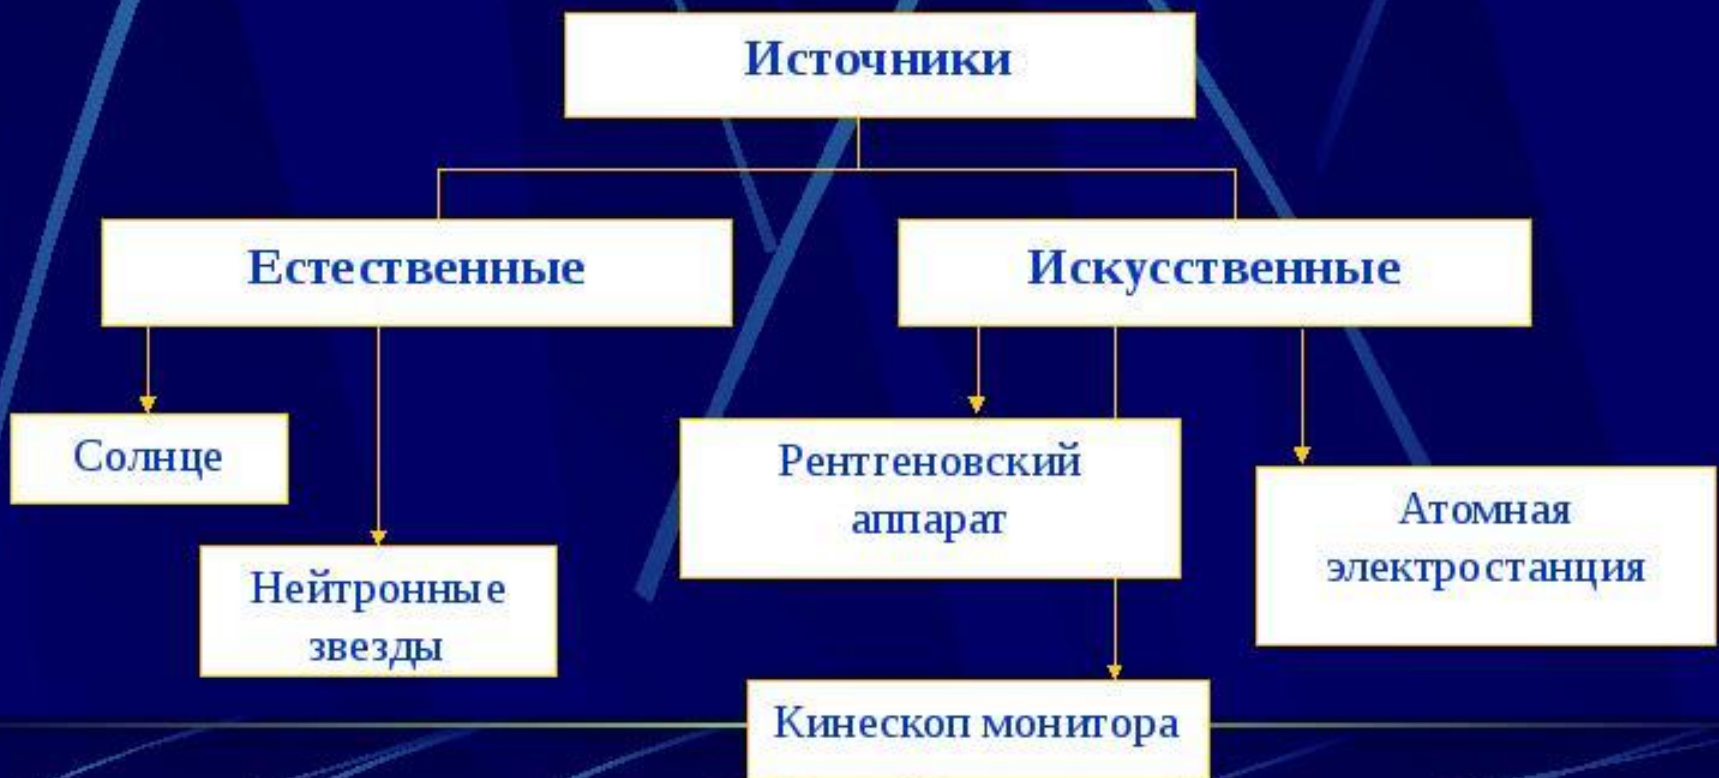 Источники
Естественные
Искусственные
Солнце
Нейтронные
звезды
Рентгеновский
аппарат
Атомная
электростанция
Кинескоп монитора